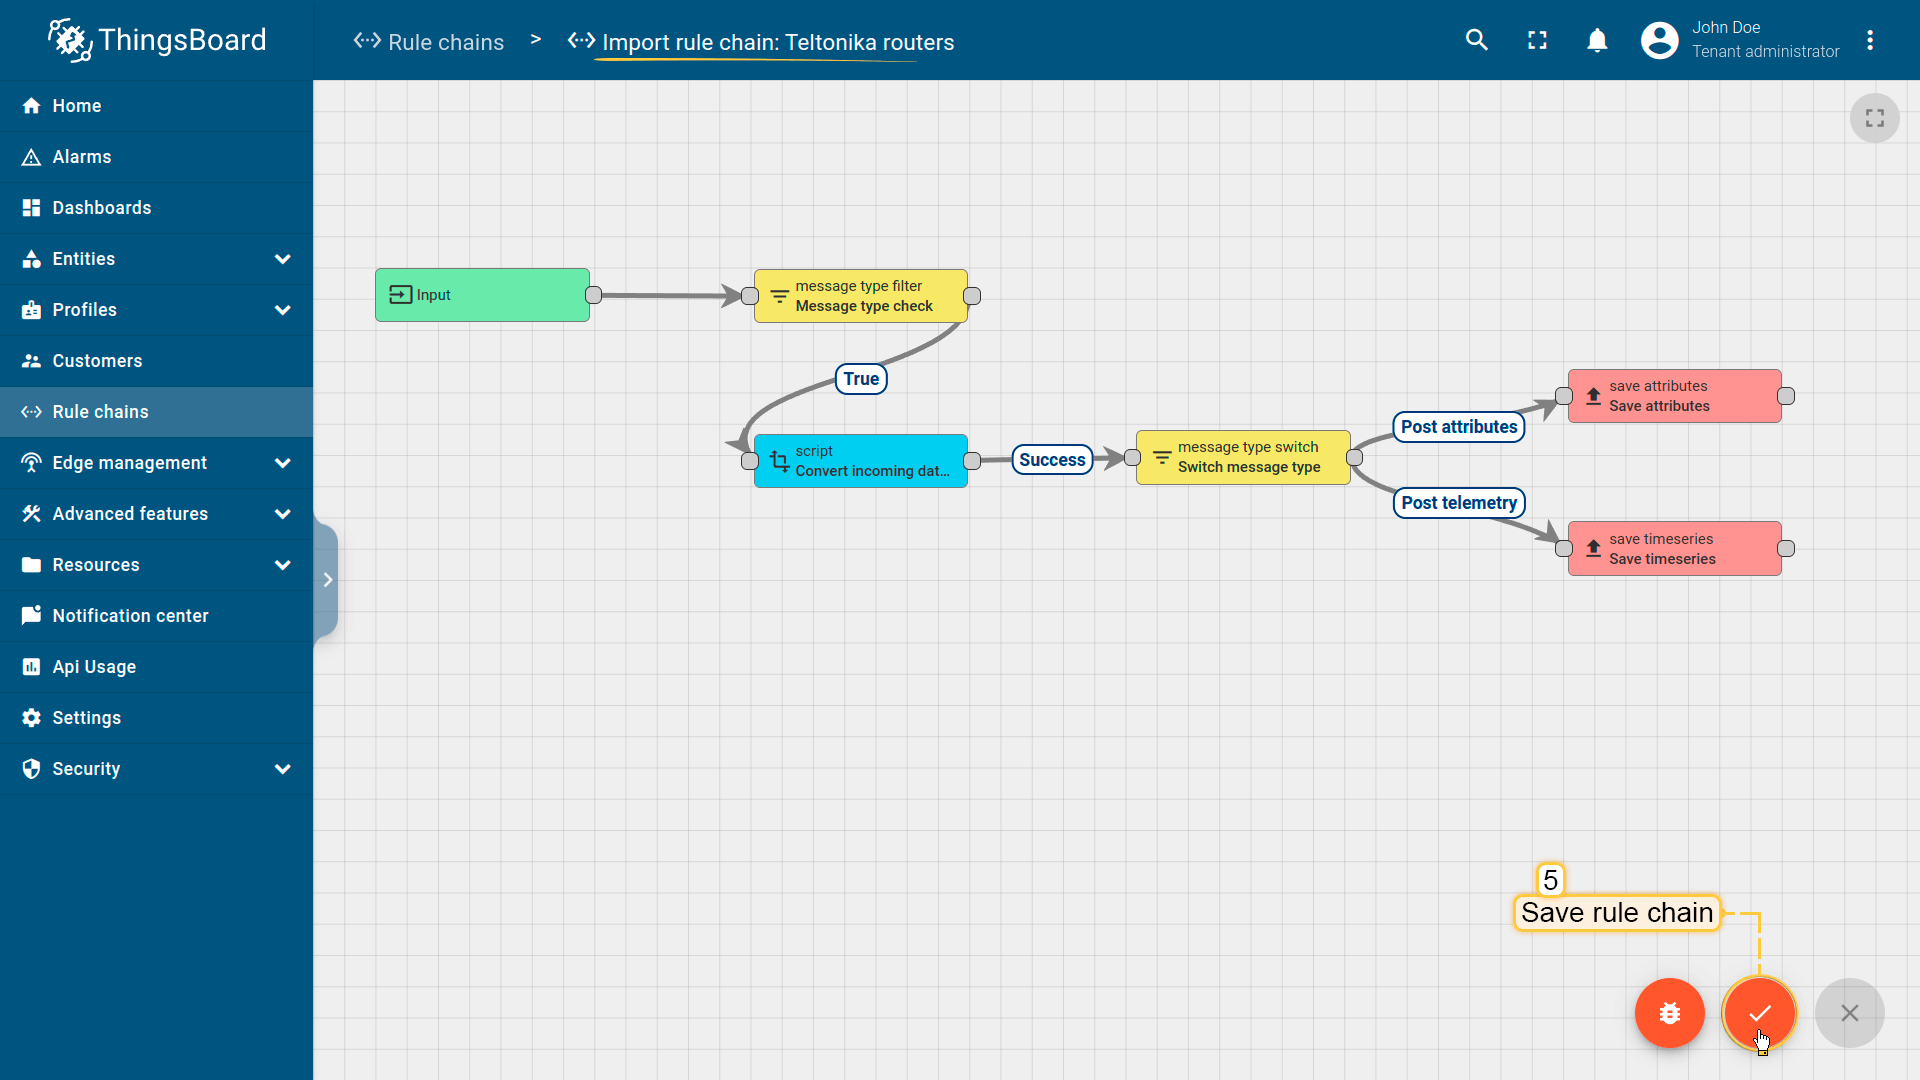 ThingsBoard
Rule chains > Import rule chain: Teltonika routers
John Doe
Tenant administrator
Home
Alarms
Dashboards
Entities
Profiles
Customers
Rule chains
Edge management
Advanced features
Resources
Notification center
Api Usage
Settings
Security
Input
message type filter
Message type check
True
script
Convert incoming dat...
Success
message type switch
Switch message type
Post attributes
save attributes
Save attributes
Post telemetry
save timeseries
Save timeseries
5
Save rule chain